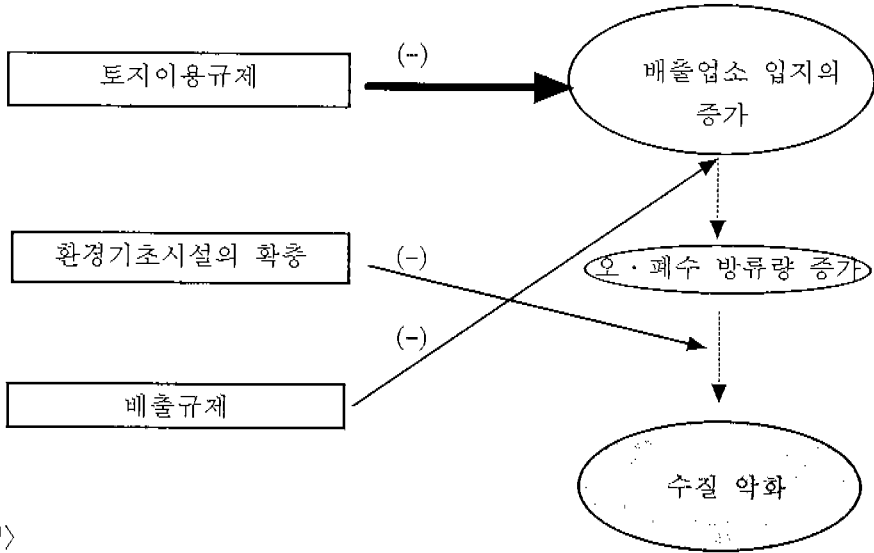 토지이용규제
(-)
배출업소 입지의
증가
환경기초시설의 확충
(-)
오·폐수 방류량 증가
(-)
배출규제
수질 악화
〉